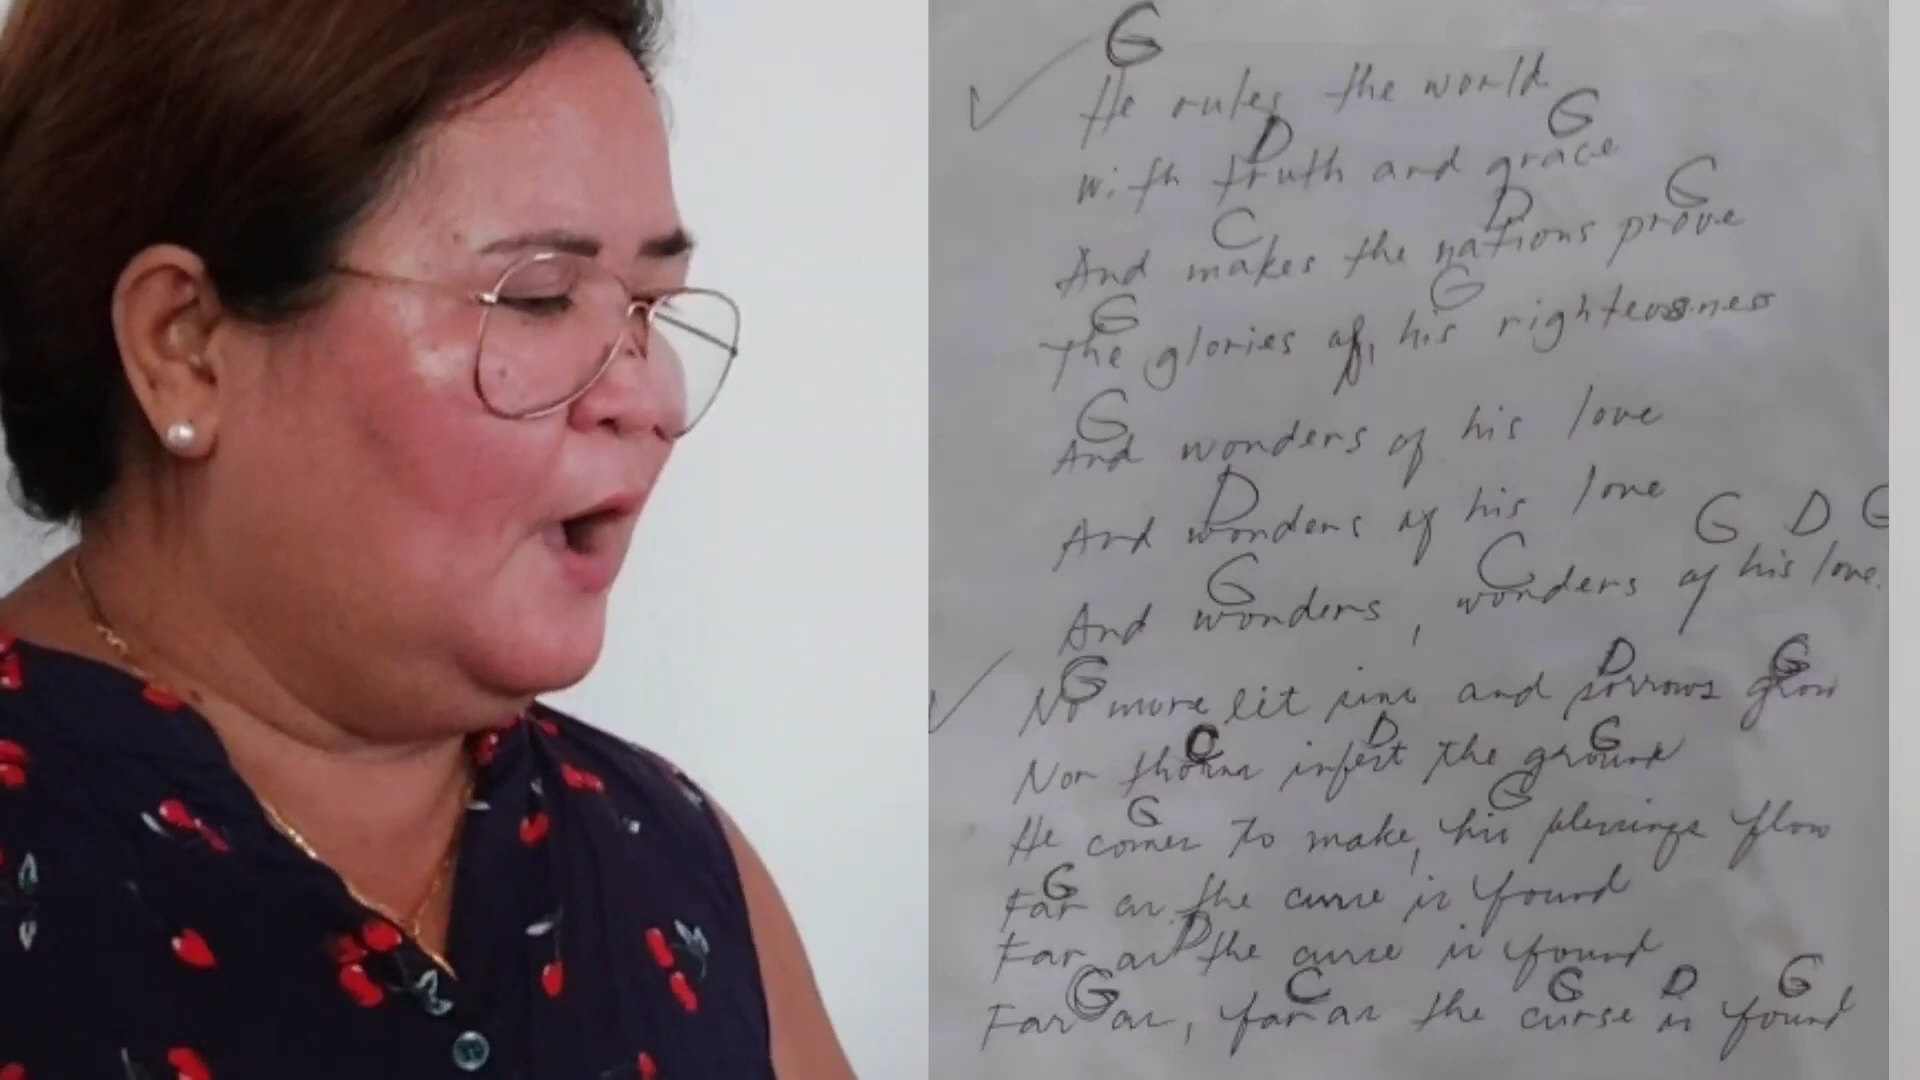 G
He rules the world
D G
with truth and grace
C D G
And makes the nations prove
G G
The glories of, his righteousness
G
And wonders of his love
D
And wonders of his love
G C G D G
And wonders, wonders of his love.
G D G
No more let sins and sorrows grow
C D G
Nor thorns infest the ground
G G
He comes to make, his blessings flow
G
Far as the curse is found
D
Far as the curse is found
G C G D G
Far as, far as the curse is found